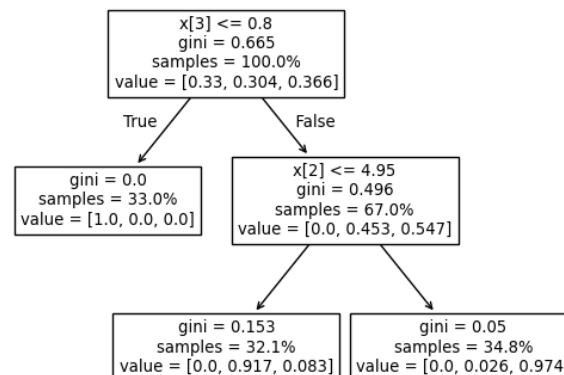 x[3] <= 0.8
gini = 0.665
samples = 100.0%
value = [0.33, 0.304, 0.366]
True
False
gini = 0.0
samples = 33.0%
value = [1.0, 0.0, 0.0]
x[2] <= 4.95
gini = 0.496
samples = 67.0%
value = [0.0, 0.453, 0.547]
gini = 0.153
samples = 32.1%
value = [0.0, 0.917, 0.083]
gini = 0.05
samples = 34.8%
value = [0.0, 0.026, 0.974]